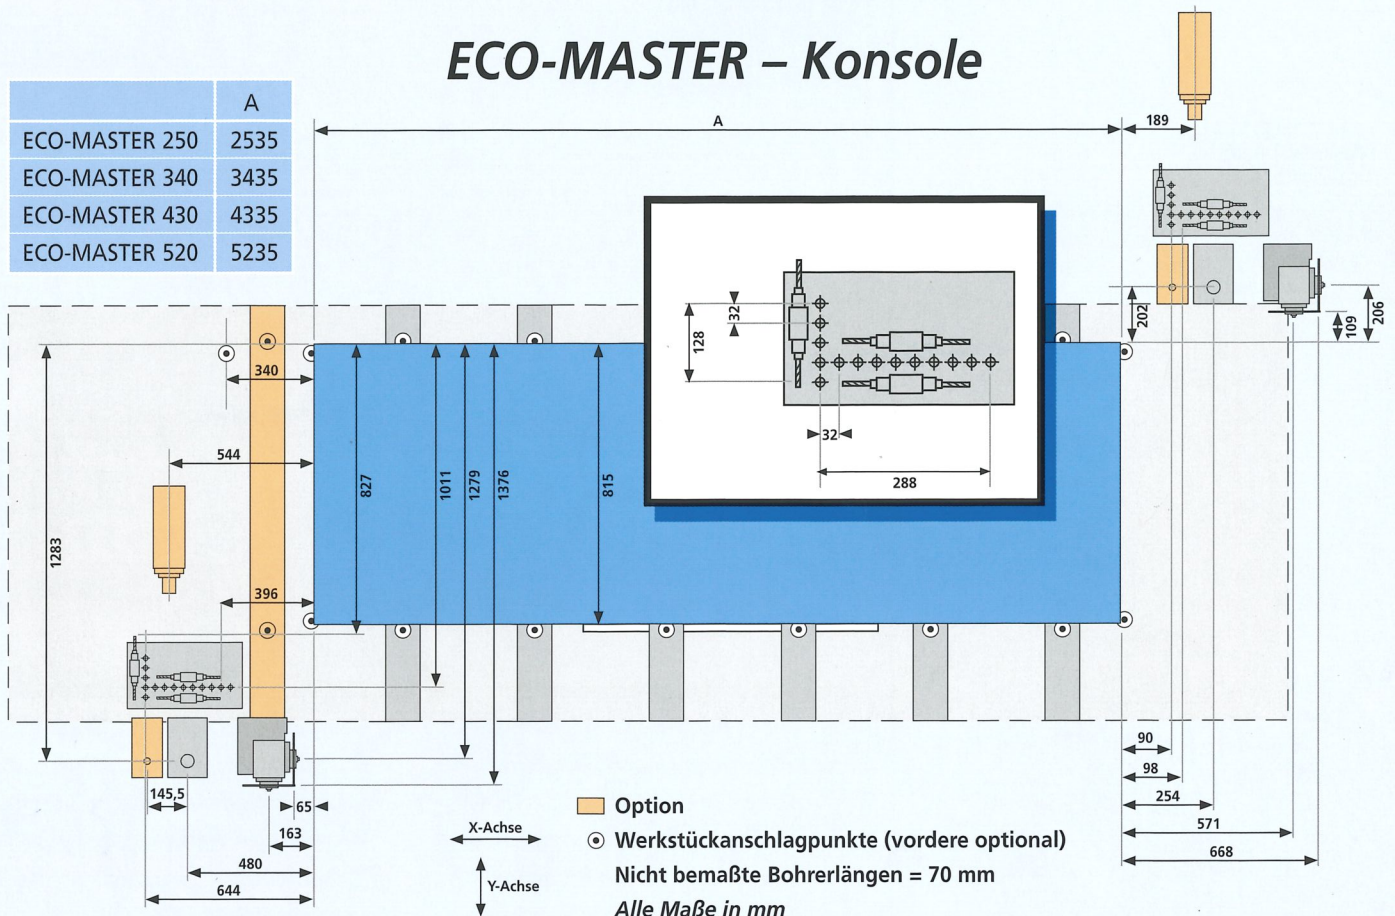 ECO-MASTER – Konsole
A
ECO-MASTER 250 2535
ECO-MASTER 340 3435
ECO-MASTER 430 4335
ECO-MASTER 520 5235
A
189
202
109
206
32
128
32
288
340
544
827
1011
1279
1376
815
1283
396
145,5
65
163
480
644
90
98
254
571
668
X-Achse
Y-Achse
Option
Werkstückanschlagpunkte (vordere optional)
Nicht bemaßte Bohrerlängen = 70 mm
Alle Maße in mm